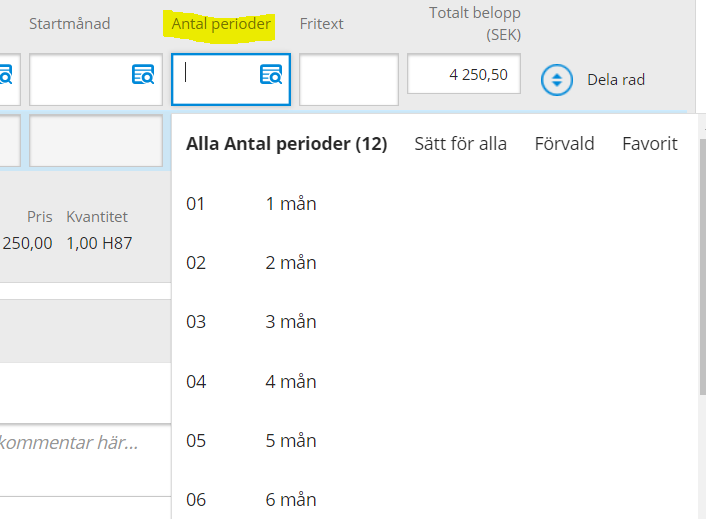 Startmånad Antal perioder Fritext Totalt belopp (SEK)
4 250,50 Dela rad
Alla Antal perioder (12) Sätt för alla Förvald Favorit
01 1 mån
Pris Kvantitet
250,00 1,00 H87
02 2 mån
03 3 mån
04 4 mån
05 5 mån
kommentar här...
06 6 mån